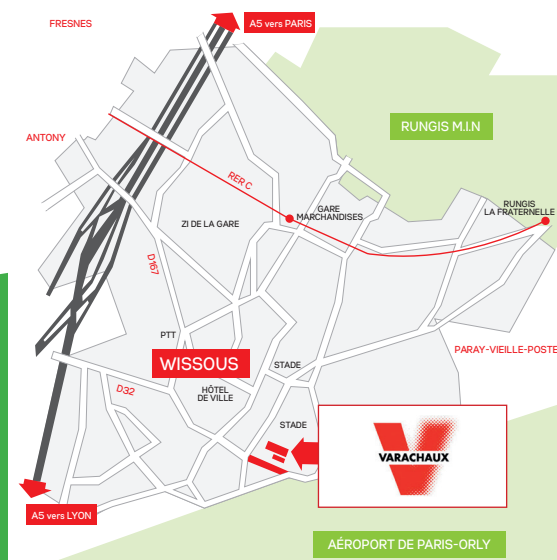 FRESNES
A5 vers PARIS
RUNGIS M.I.N
ANTONY
RER C
RUNGIS
LA FRATERNELLE
GARE
MARCHANDISES
ZI DE LA GARE
D167
PTT
PARAY-VIEILLE-POSTE
WISSOUS
STADE
D32
HÔTEL
DE VILLE
STADE
VARACHAUX
A5 vers LYON
AÉROPORT DE PARIS-ORLY